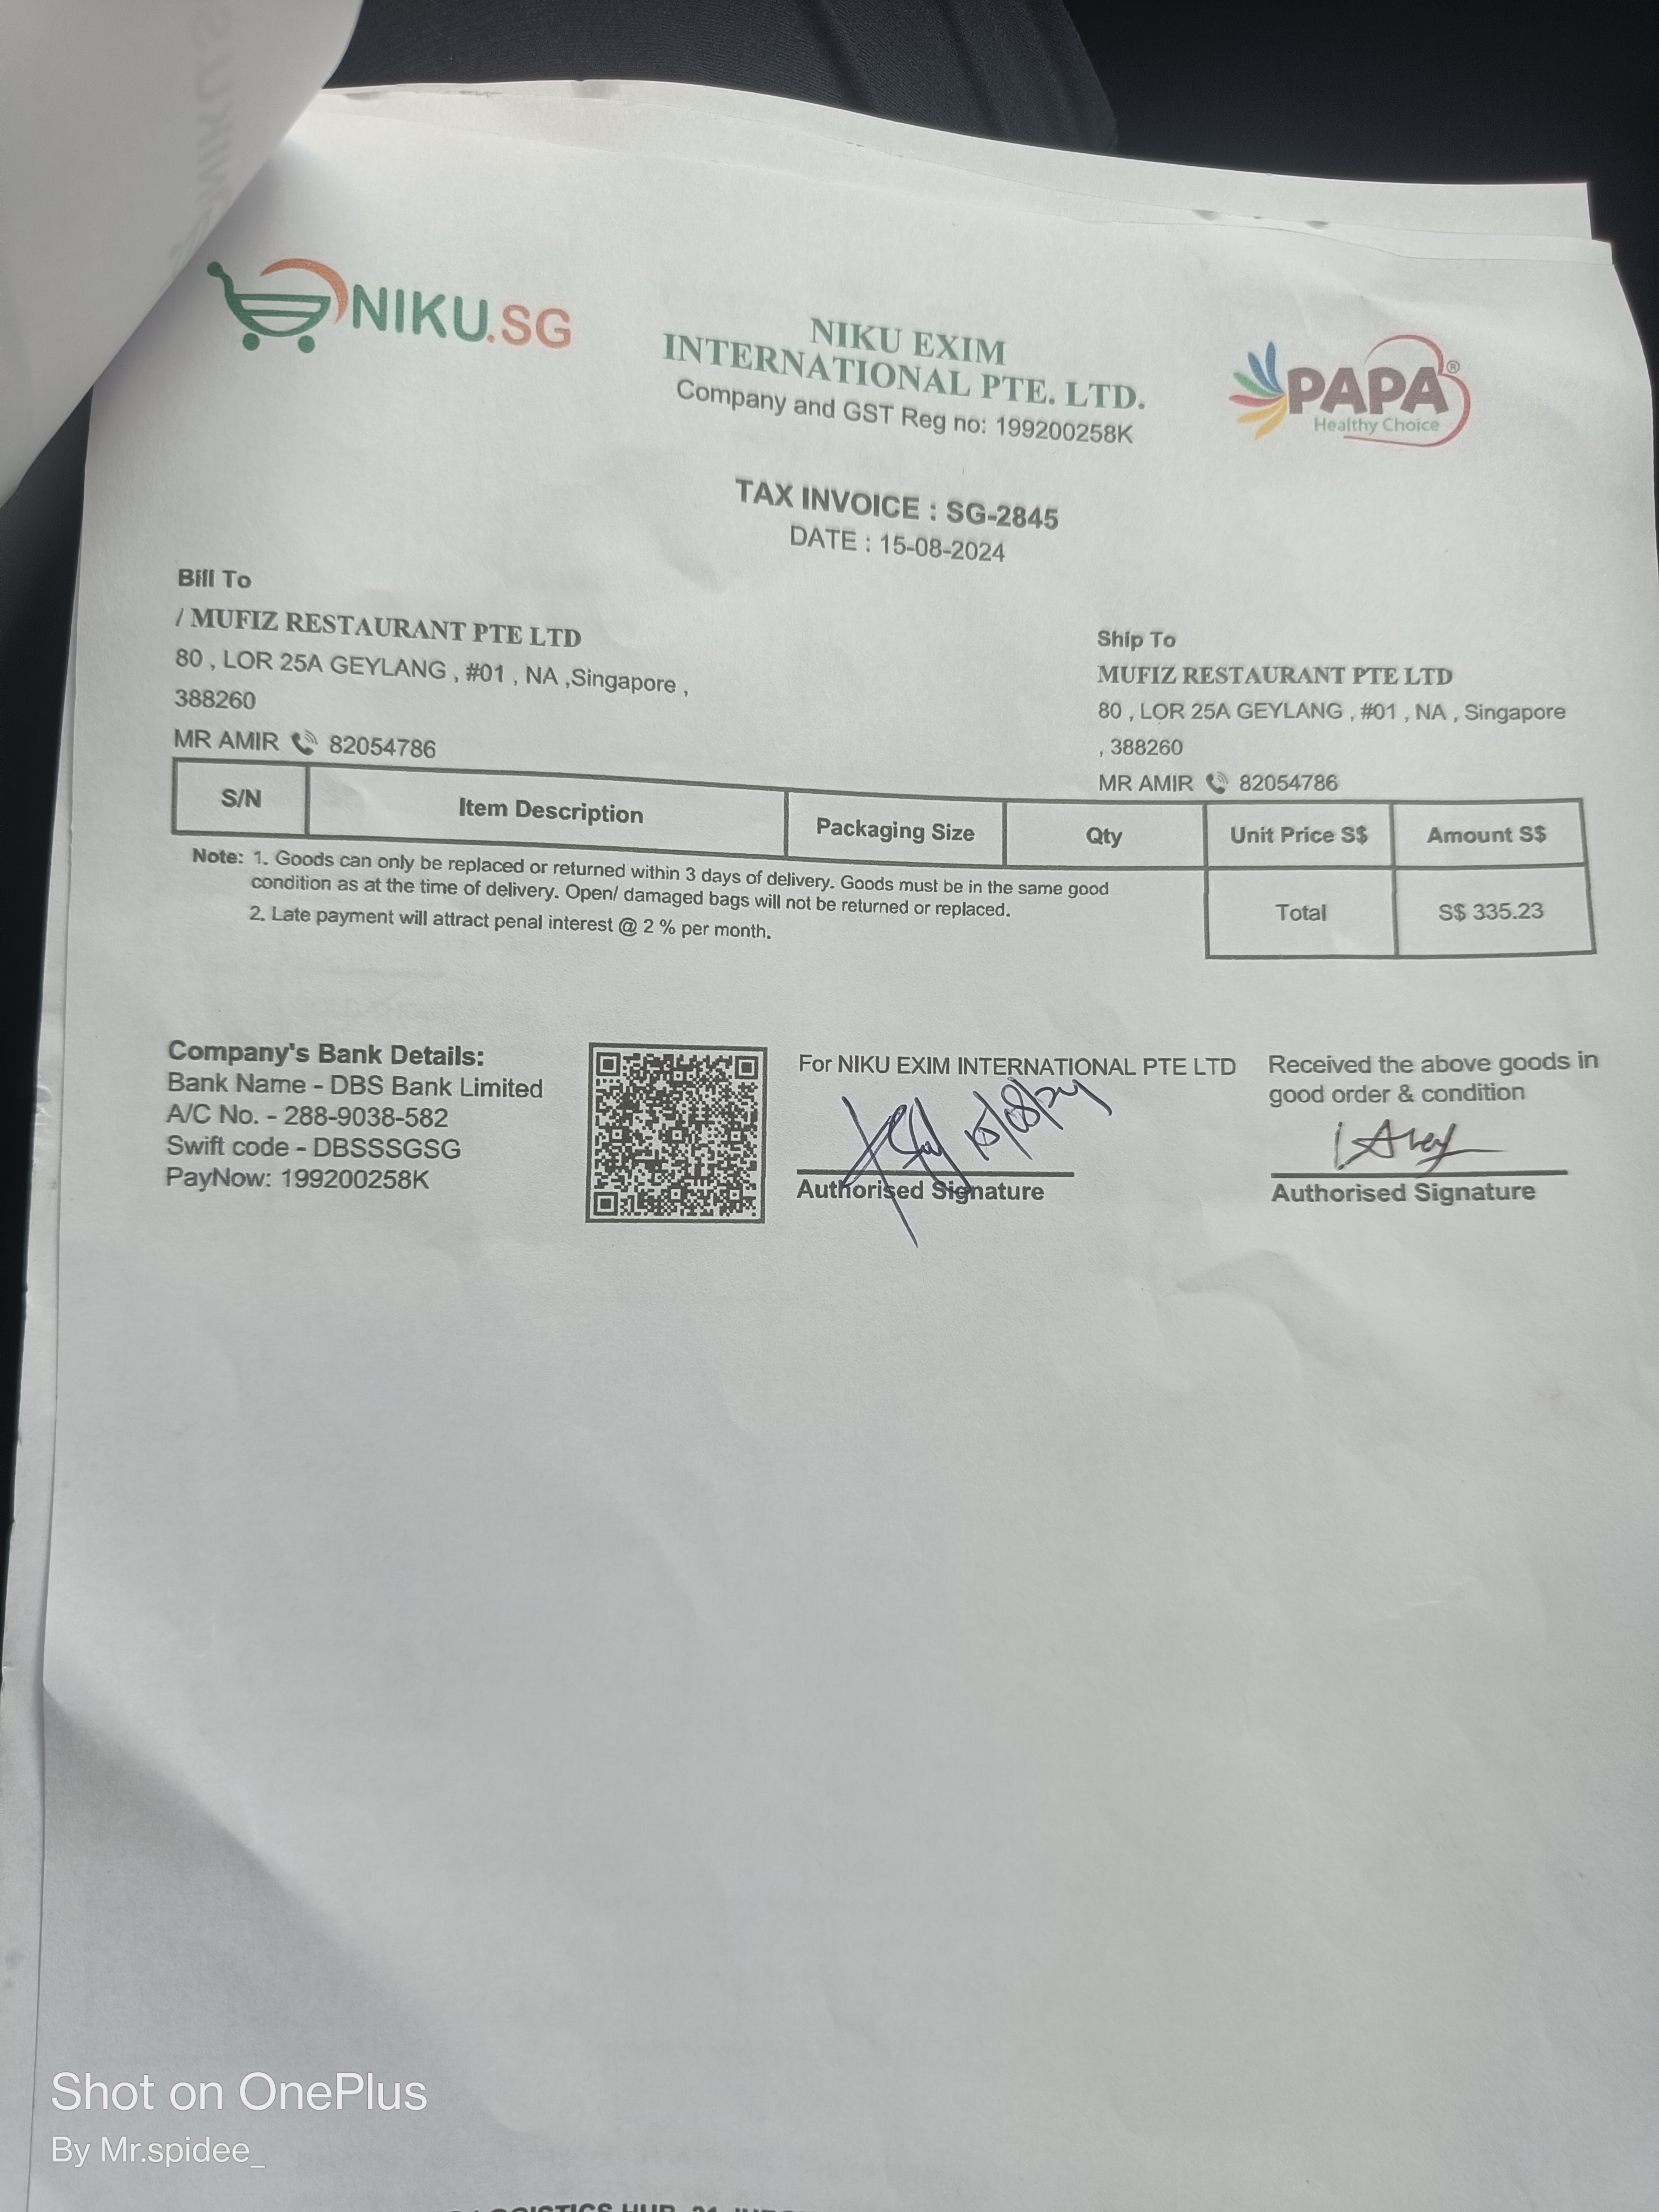 NIKU.SG
NIKU EXIM
INTERNATIONAL PTE. LTD.
Company and GST Reg no: 199200258K
PAPA®
Healthy Choice
TAX INVOICE : SG-2845
DATE : 15-08-2024
Bill To
/ MUFIZ RESTAURANT PTE LTD
80 , LOR 25A GEYLANG , #01 , NA ,Singapore ,
388260
MR AMIR 82054786
Ship To
MUFIZ RESTAURANT PTE LTD
80 , LOR 25A GEYLANG , #01 , NA , Singapore
, 388260
MR AMIR 82054786
S/N Item Description Packaging Size Qty Unit Price S$ Amount S$
Note: 1. Goods can only be replaced or returned within 3 days of delivery. Goods must be in the same good
condition as at the time of delivery. Open/ damaged bags will not be returned or replaced.
2. Late payment will attract penal interest @ 2 % per month.
Total S$ 335.23
Company's Bank Details:
Bank Name - DBS Bank Limited
A/C No. - 288-9038-582
Swift code - DBSSSGSG
PayNow: 199200258K
For NIKU EXIM INTERNATIONAL PTE LTD
15/08/24
Authorised Signature
Received the above goods in
good order & condition
Authorised Signature
Shot on OnePlus
By Mr.spidee_